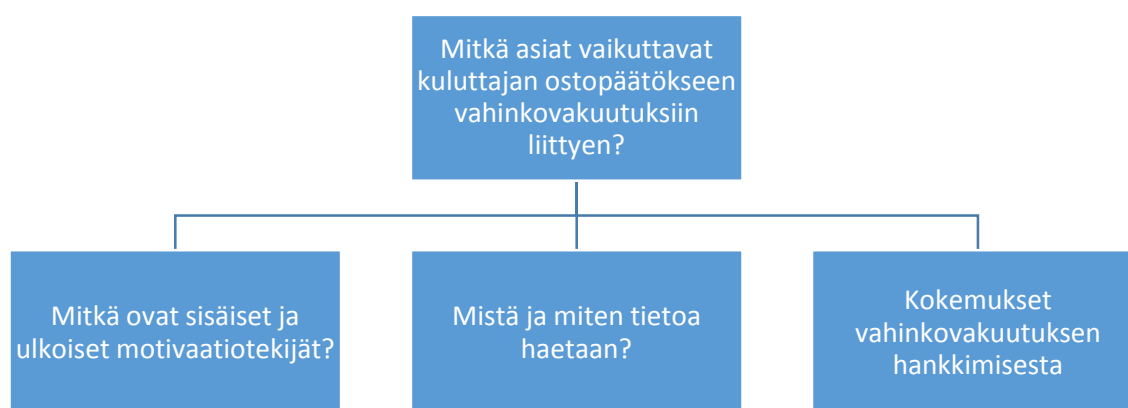 Mitkä asiat vaikuttavat
kuluttajan ostopäätökseen
vahinkovakuutuksiin
liittyen?
Mitkä ovat sisäiset ja
ulkoiset motivaatiotekijät?
Mistä ja miten tietoa
haetaan?
Kokemukset
vahinkovakuutuksen
hankkimisesta